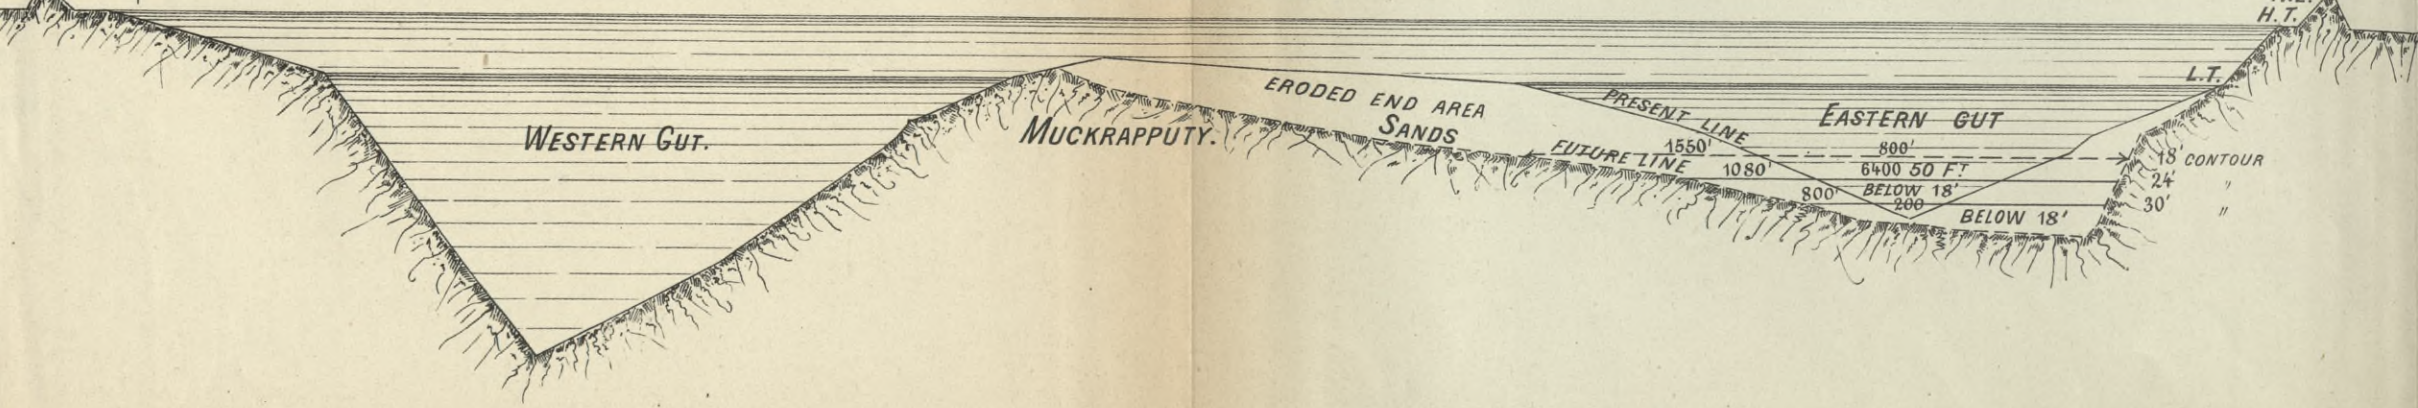 H.T.
L.T.
WESTERN GUT.
MUCKRAPPUTY.
ERODED END AREA
SANDS
PRESENT LINE
FUTURE LINE
EASTERN GUT
1550'
800'
18' CONTOUR
1080'
6400 SQ FT
24' "
800'
BELOW 18'
200
30' "
BELOW 18'